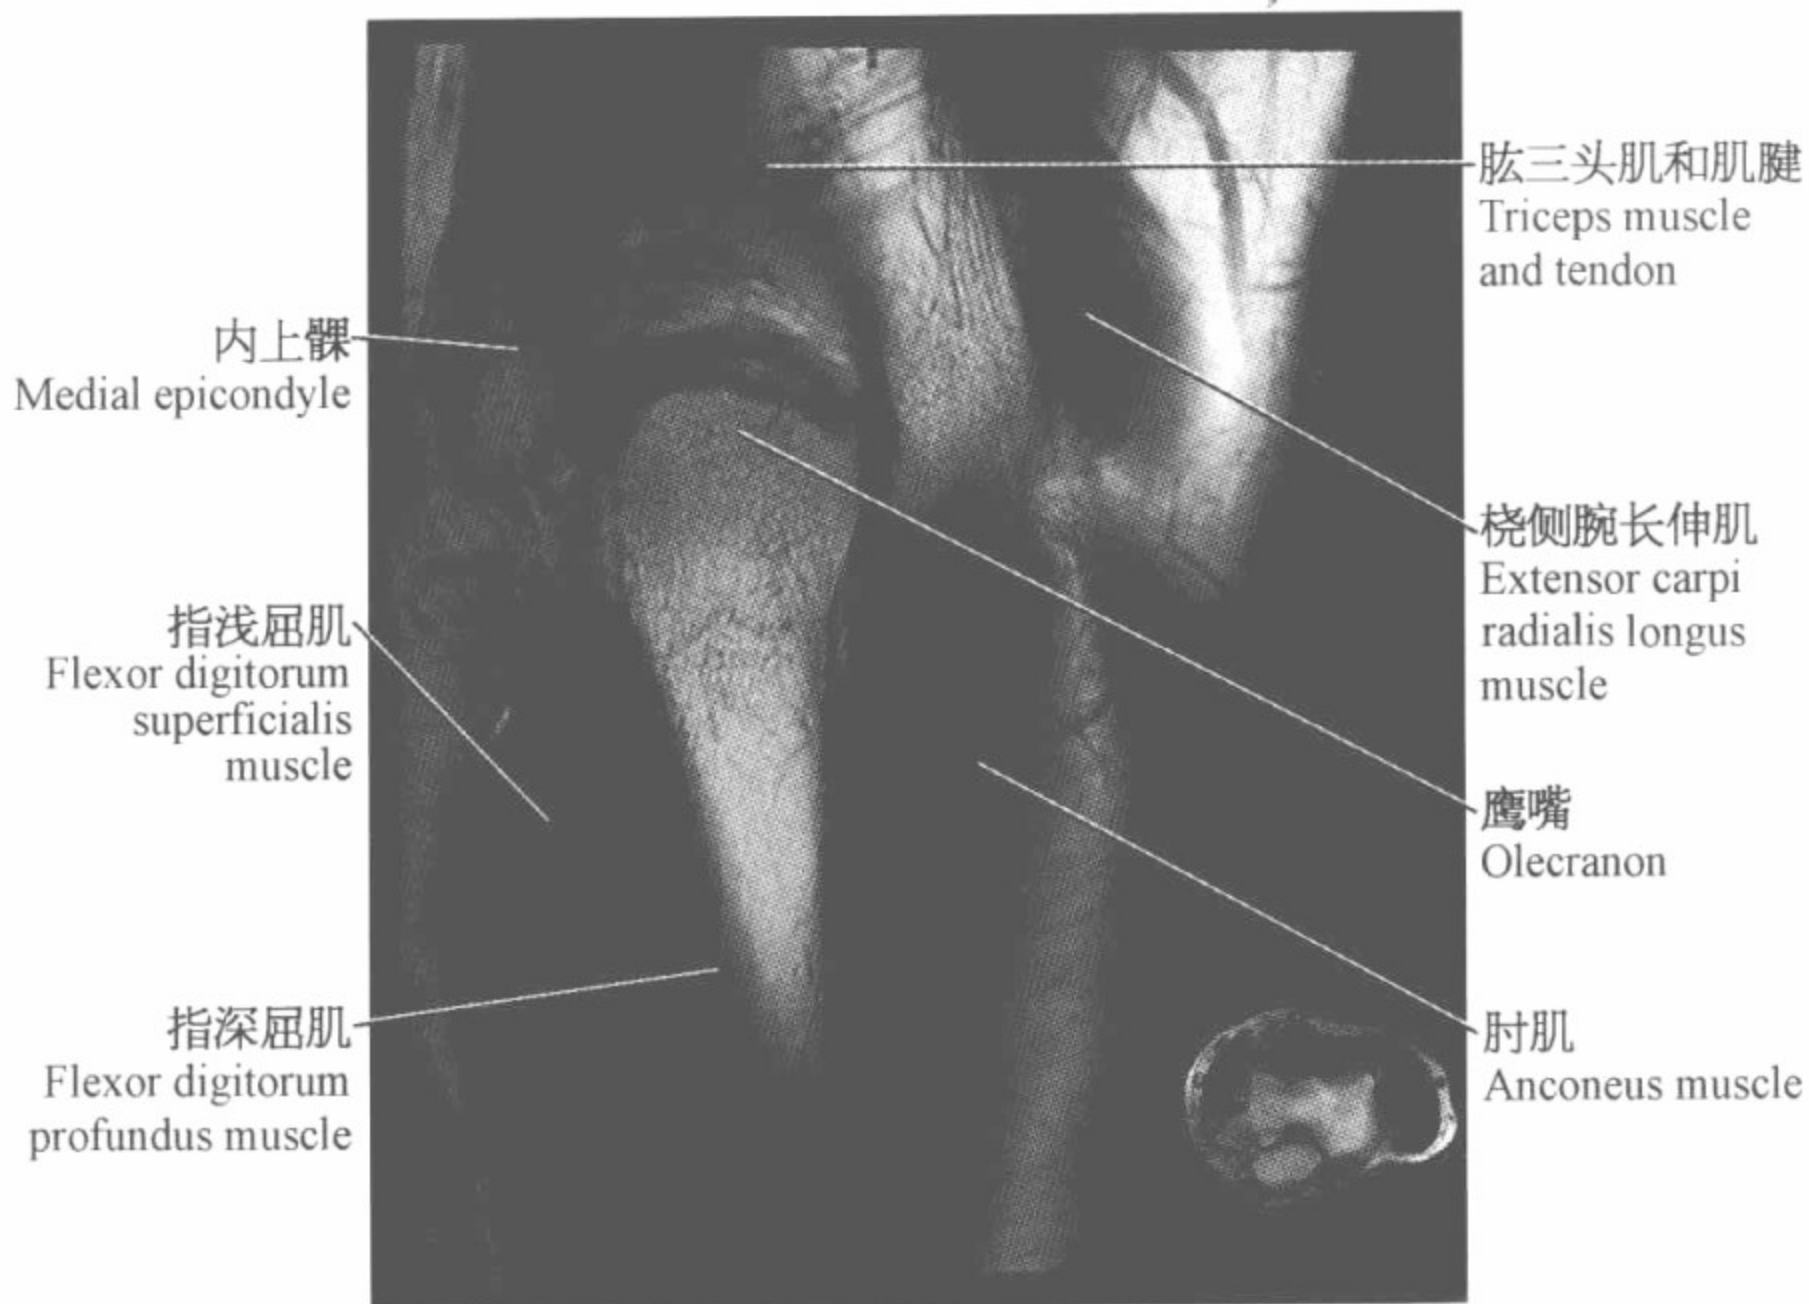 内上髁
Medial epicondyle
指浅屈肌
Flexor digitorum
superficialis
muscle
指深屈肌
Flexor digitorum
profundus muscle
肱三头肌和肌腱
Triceps muscle
and tendon
桡侧腕长伸肌
Extensor carpi
radialis longus
muscle
鹰嘴
Olecranon
肘肌
Anconeus muscle